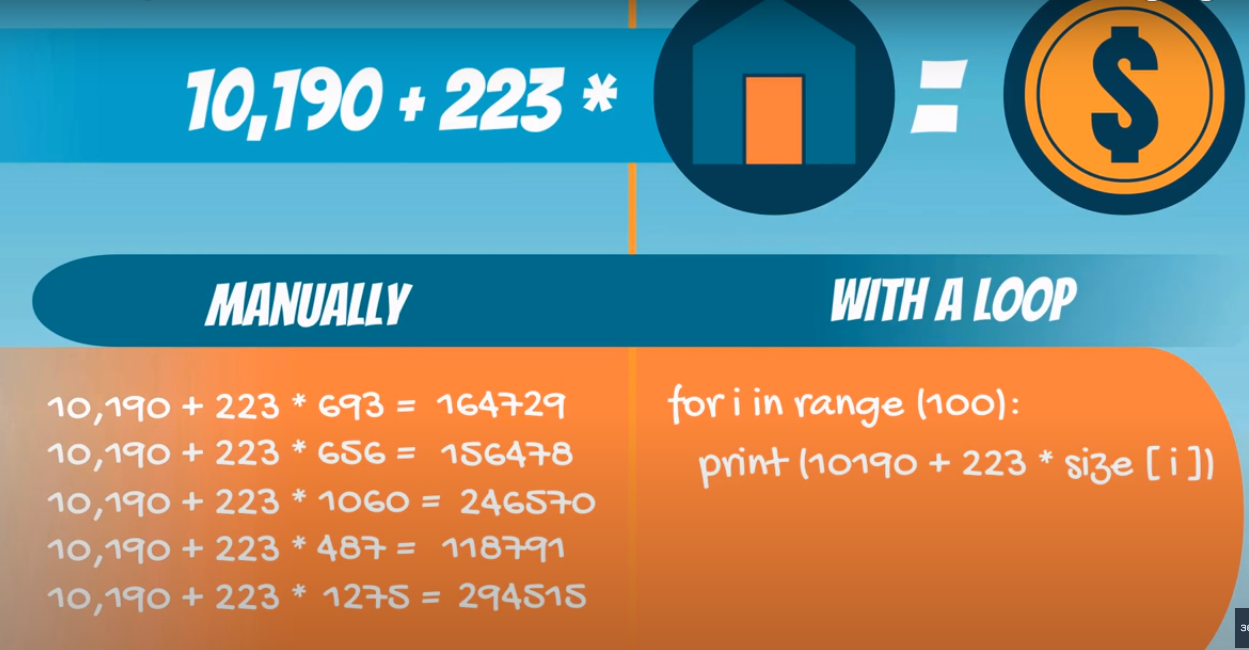 10,190 + 223 * = $
MANUALLY
WITH A LOOP
10,190 + 223 * 693 = 164729
10,190 + 223 * 656 = 156478
10,190 + 223 * 1060 = 246570
10,190 + 223 * 487 = 118791
10,190 + 223 * 1275 = 294515
for i in range (100):
print (10190 + 223 * size [ i ])